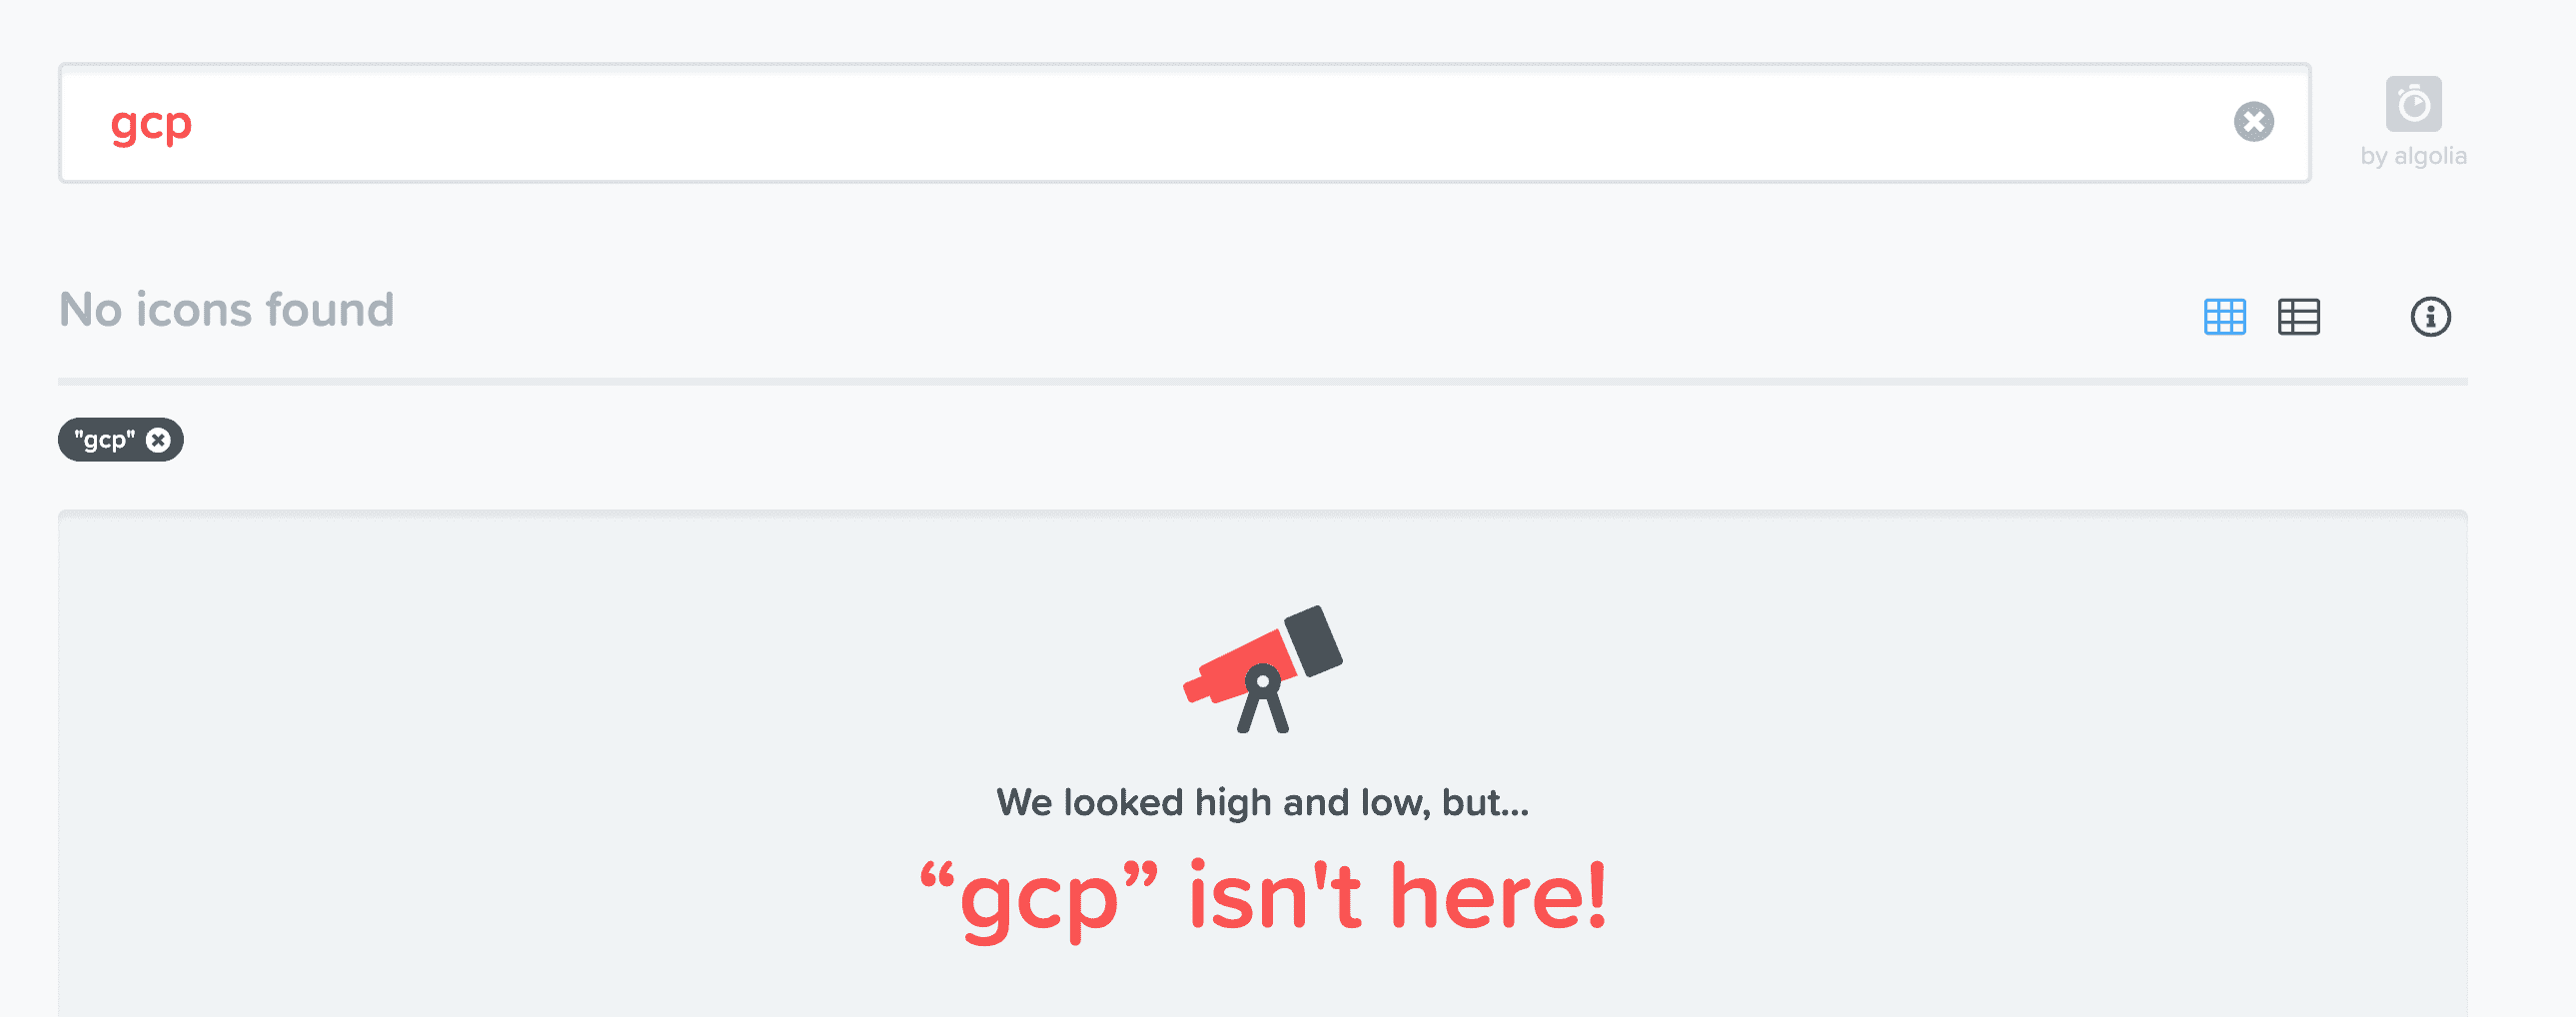 gcp
by algolia
No icons found
"gcp"
We looked high and low, but...
“gcp” isn't here!